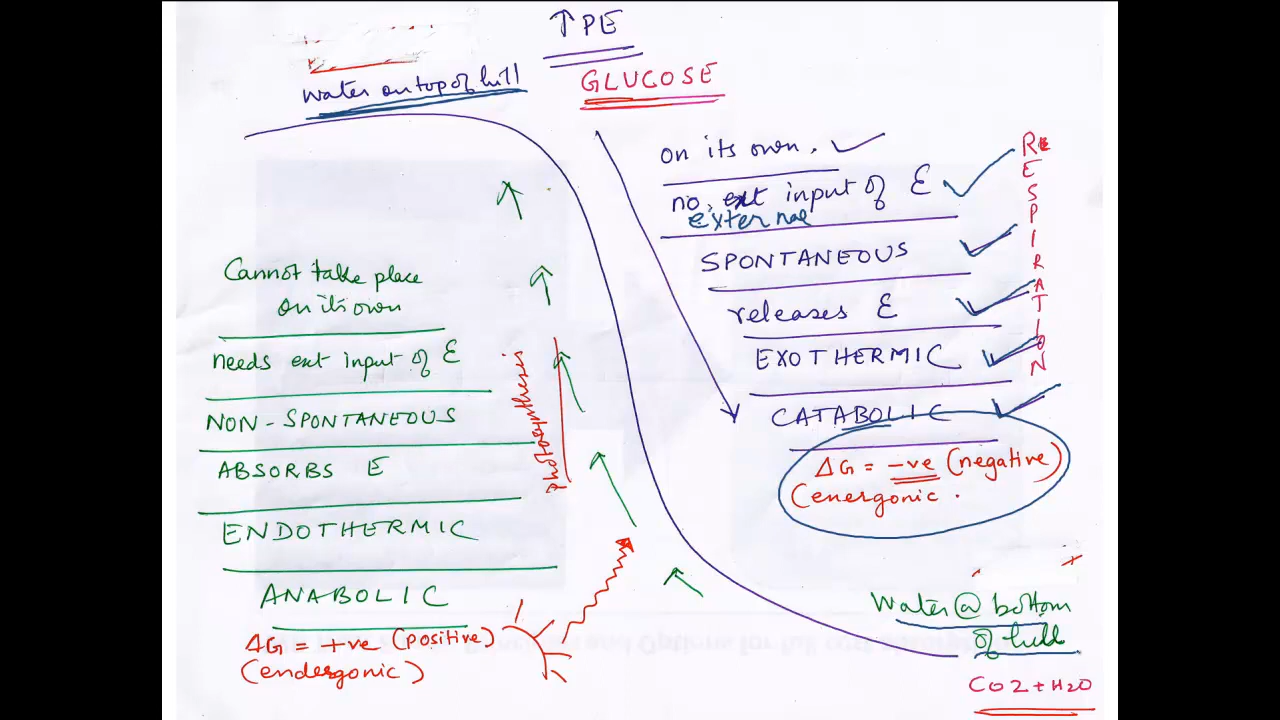 ↑ PE
GLUCOSE
Water on top of hill
on its own.
no ext input of E
external
SPONTANEOUS
releases E
EXOTHERMIC
CATABOLIC
ΔG = -ve (negative)
(energonic.
RESPIRATION
Cannot take place
on its own
needs ext input of E
NON-SPONTANEOUS
ABSORBS E
ENDOTHERMIC
ANABOLIC
ΔG = +ve (positive)
(endergonic)
photosynthesis
Water @ bottom
of hill
CO2 + H2O